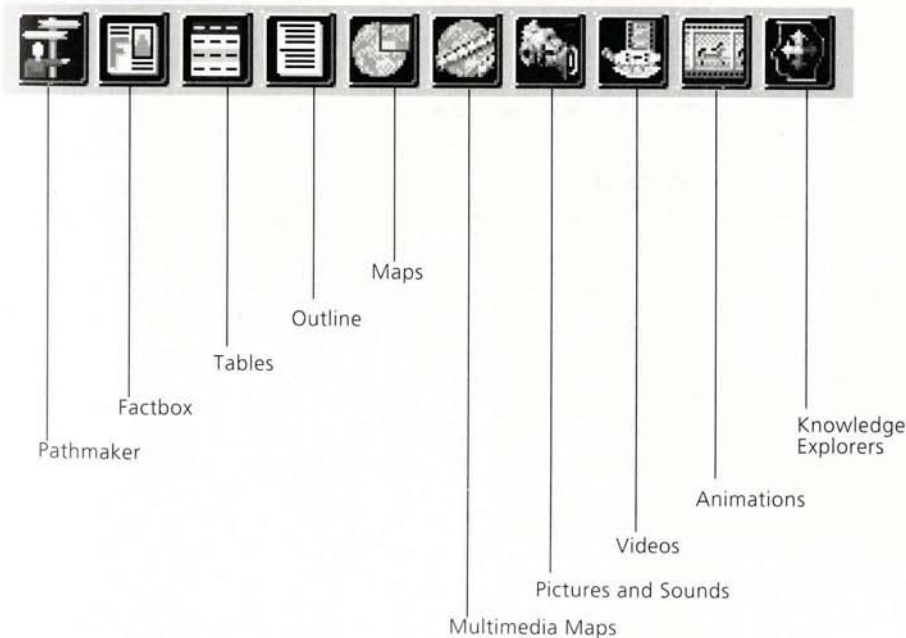 Maps
Outline
Tables
Factbox
Pathmaker
Knowledge
Explorers
Animations
Videos
Pictures and Sounds
Multimedia Maps